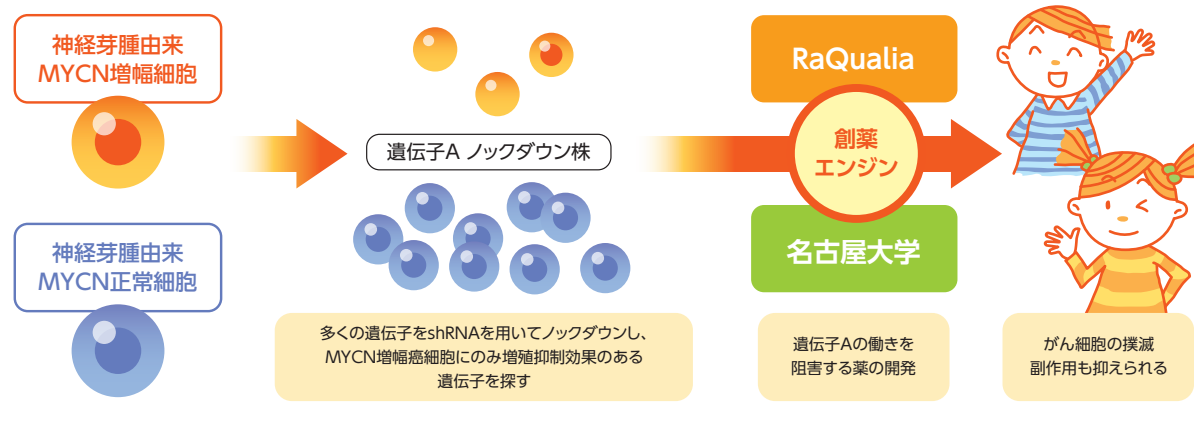 神経芽腫由来
MYCN増幅細胞
神経芽腫由来
MYCN正常細胞
遺伝子A ノックダウン株
多くの遺伝子をshRNAを用いてノックダウンし、
MYCN増幅癌細胞にのみ増殖抑制効果のある
遺伝子を探す
RaQualia
創薬
エンジン
名古屋大学
遺伝子Aの働きを
阻害する薬の開発
がん細胞の撲滅
副作用も抑えられる